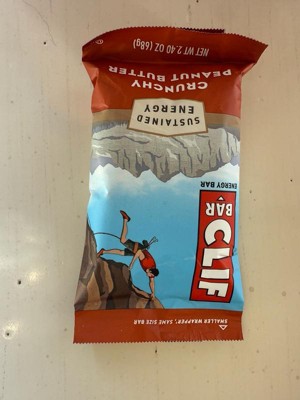 SMALLER WRAPPER, SAME SIZE BAR
CLIF
BAR
ENERGY BAR
SUSTAINED
ENERGY
CRUNCHY
PEANUT BUTTER
NET WT 2.40 OZ (68g)